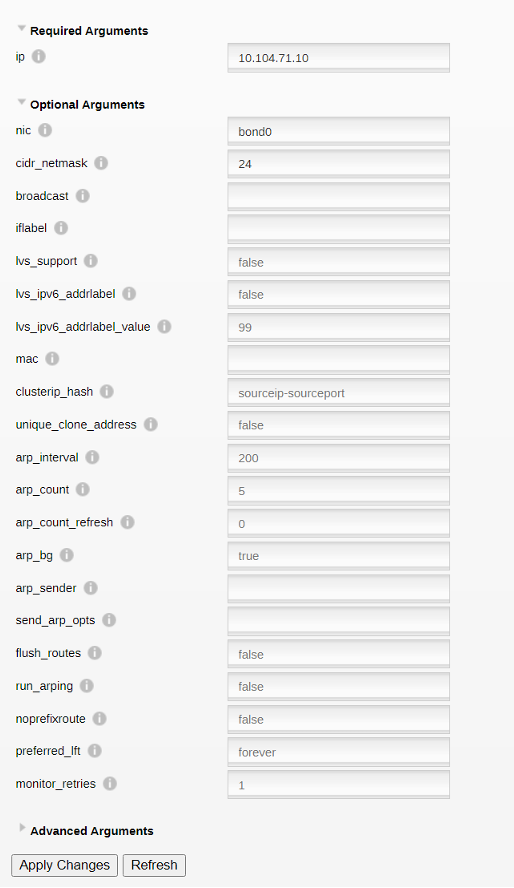 Required Arguments
ip 10.104.71.10
Optional Arguments
nic bond0
cidr_netmask 24
broadcast
iflabel
lvs_support false
lvs_ipv6_addrlabel false
lvs_ipv6_addrlabel_value 99
mac
clusterip_hash sourceip-sourceport
unique_clone_address false
arp_interval 200
arp_count 5
arp_count_refresh 0
arp_bg true
arp_sender
send_arp_opts
flush_routes false
run_arping false
noprefixroute false
preferred_lft forever
monitor_retries 1
Advanced Arguments
Apply Changes Refresh